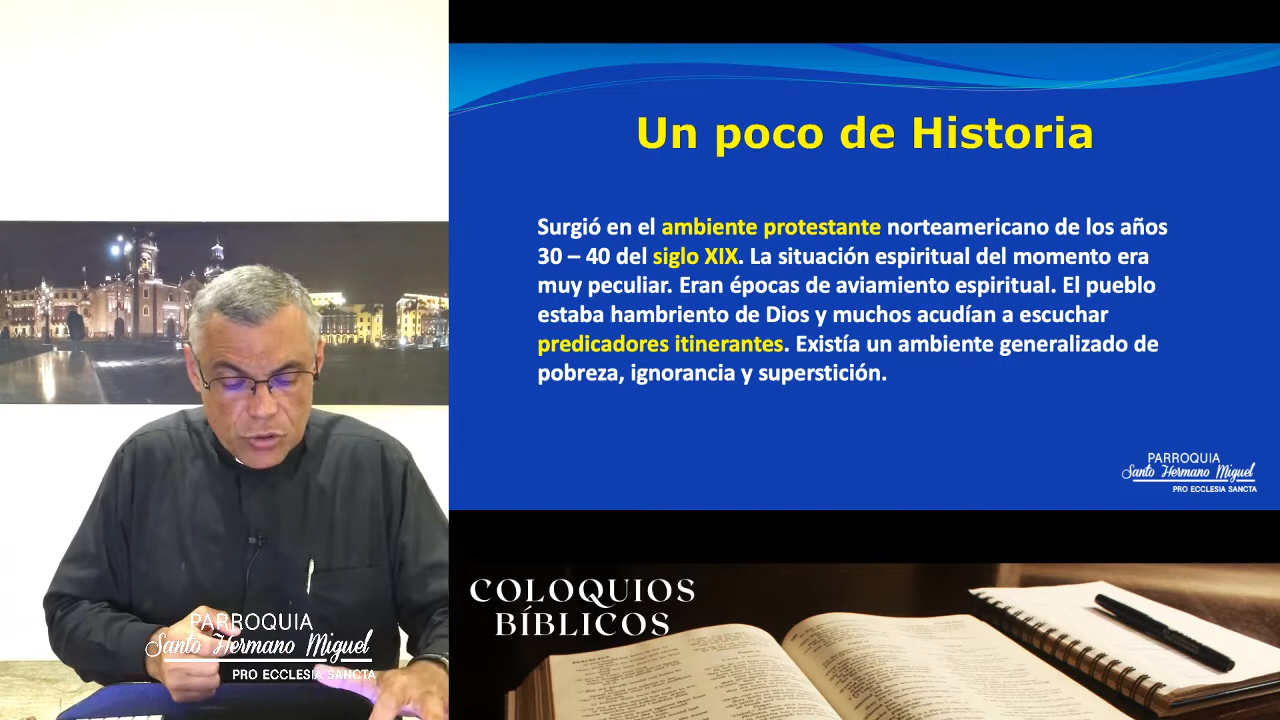 Un poco de Historia
Surgió en el ambiente protestante norteamericano de los años
30 – 40 del siglo XIX. La situación espiritual del momento era
muy peculiar. Eran épocas de aviamiento espiritual. El pueblo
estaba hambriento de Dios y muchos acudían a escuchar
predicadores itinerantes. Existía un ambiente generalizado de
pobreza, ignorancia y superstición.
PARROQUIA
Santo Hermano Miguel
PRO ECCLESIA SANCTA
COLOQUIOS
BÍBLICOS
PARROQUIA
Santo Hermano Miguel
PRO ECCLESIA SANCTA